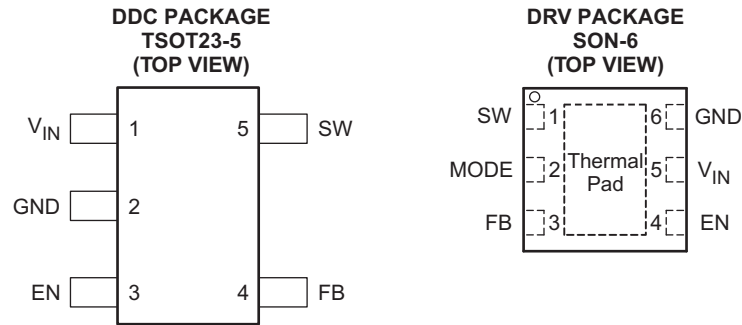 DDC PACKAGE
TSOT23-5
(TOP VIEW)
VIN 1 5 SW
GND 2
EN 3 4 FB
DRV PACKAGE
SON-6
(TOP VIEW)
SW 1 6 GND
MODE 2 Thermal Pad 5 VIN
FB 3 4 EN